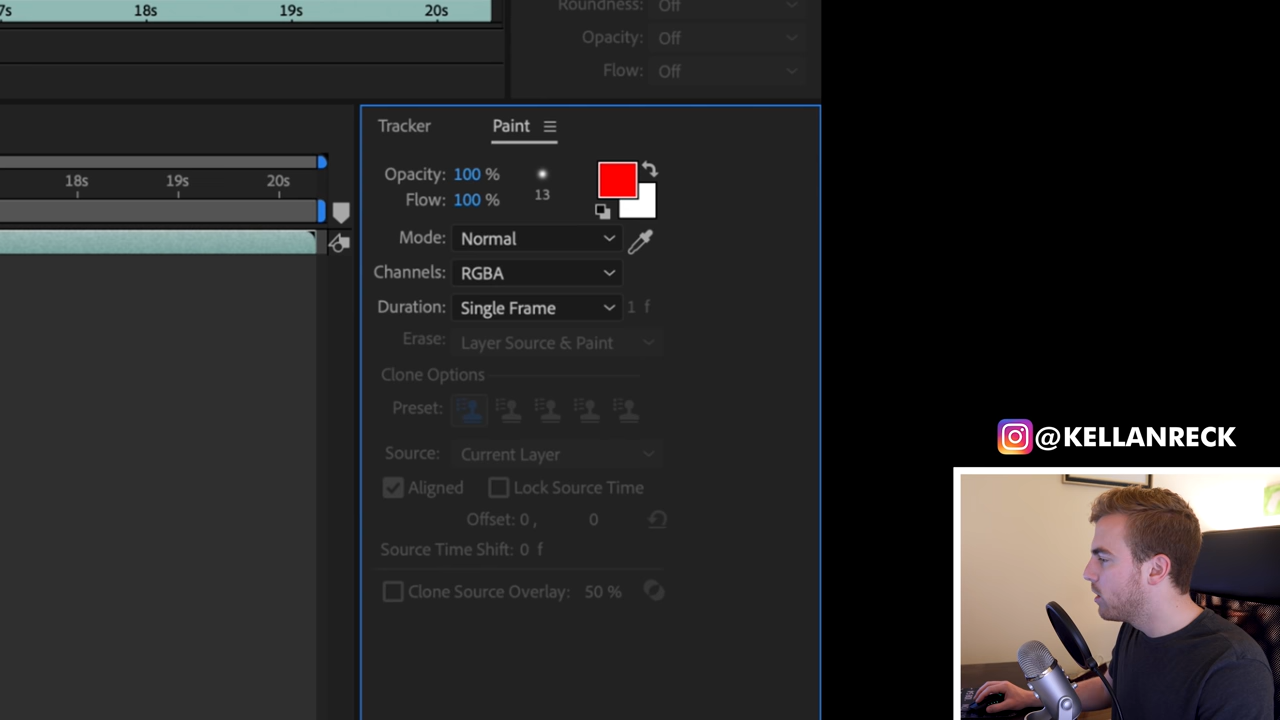 7s 18s 19s 20s
Roundness: Off
Opacity: Off
Flow: Off
18s 19s 20s
Tracker Paint
Opacity: 100 %
Flow: 100 %
13
Mode: Normal
Channels: RGBA
Duration: Single Frame 1 f
Erase: Layer Source & Paint
Clone Options
Preset:
Source: Current Layer
Aligned Lock Source Time
Offset: 0 , 0
Source Time Shift: 0 f
Clone Source Overlay: 50 %
@KELLANRECK